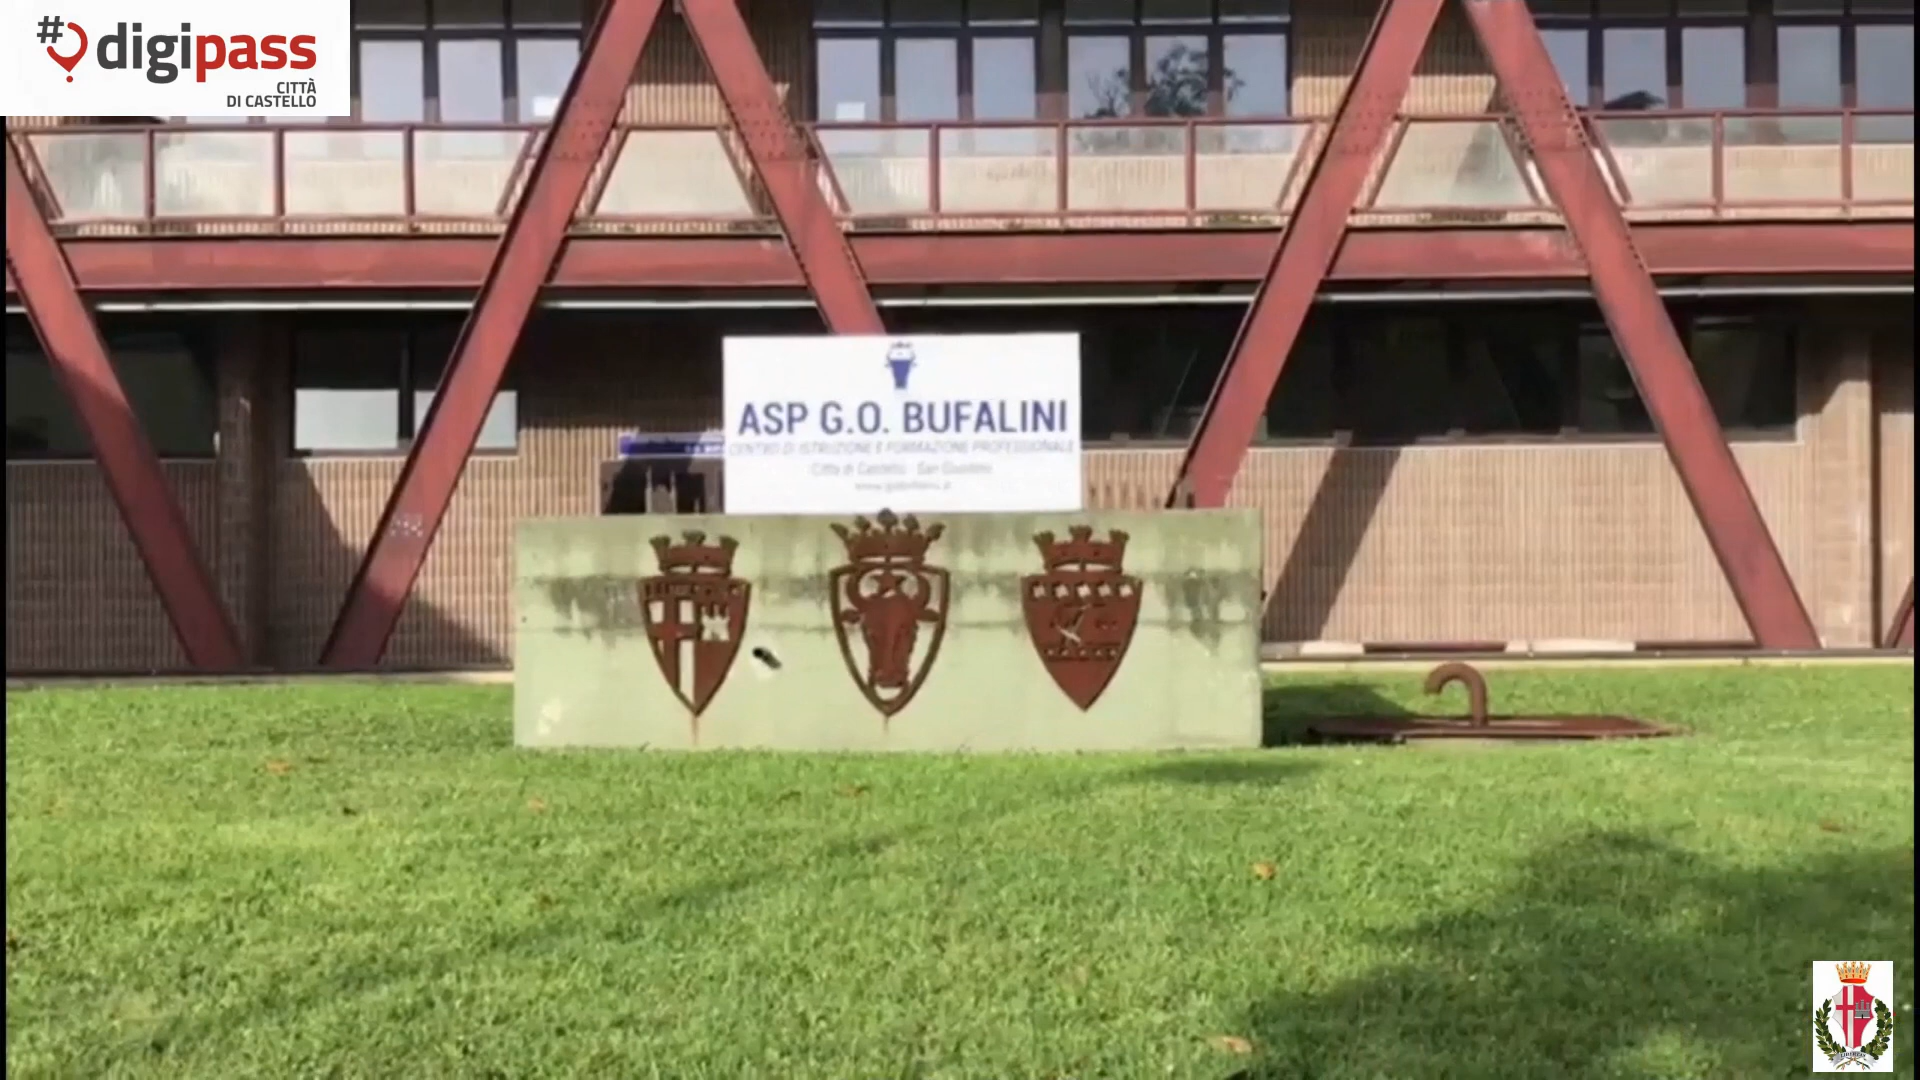 #digipass
CITTÀ
DI CASTELLO
ASP G.O. BUFALINI
CENTRO DI ISTRUZIONE E FORMAZIONE PROFESSIONALE
Città di Castello - San Giustino